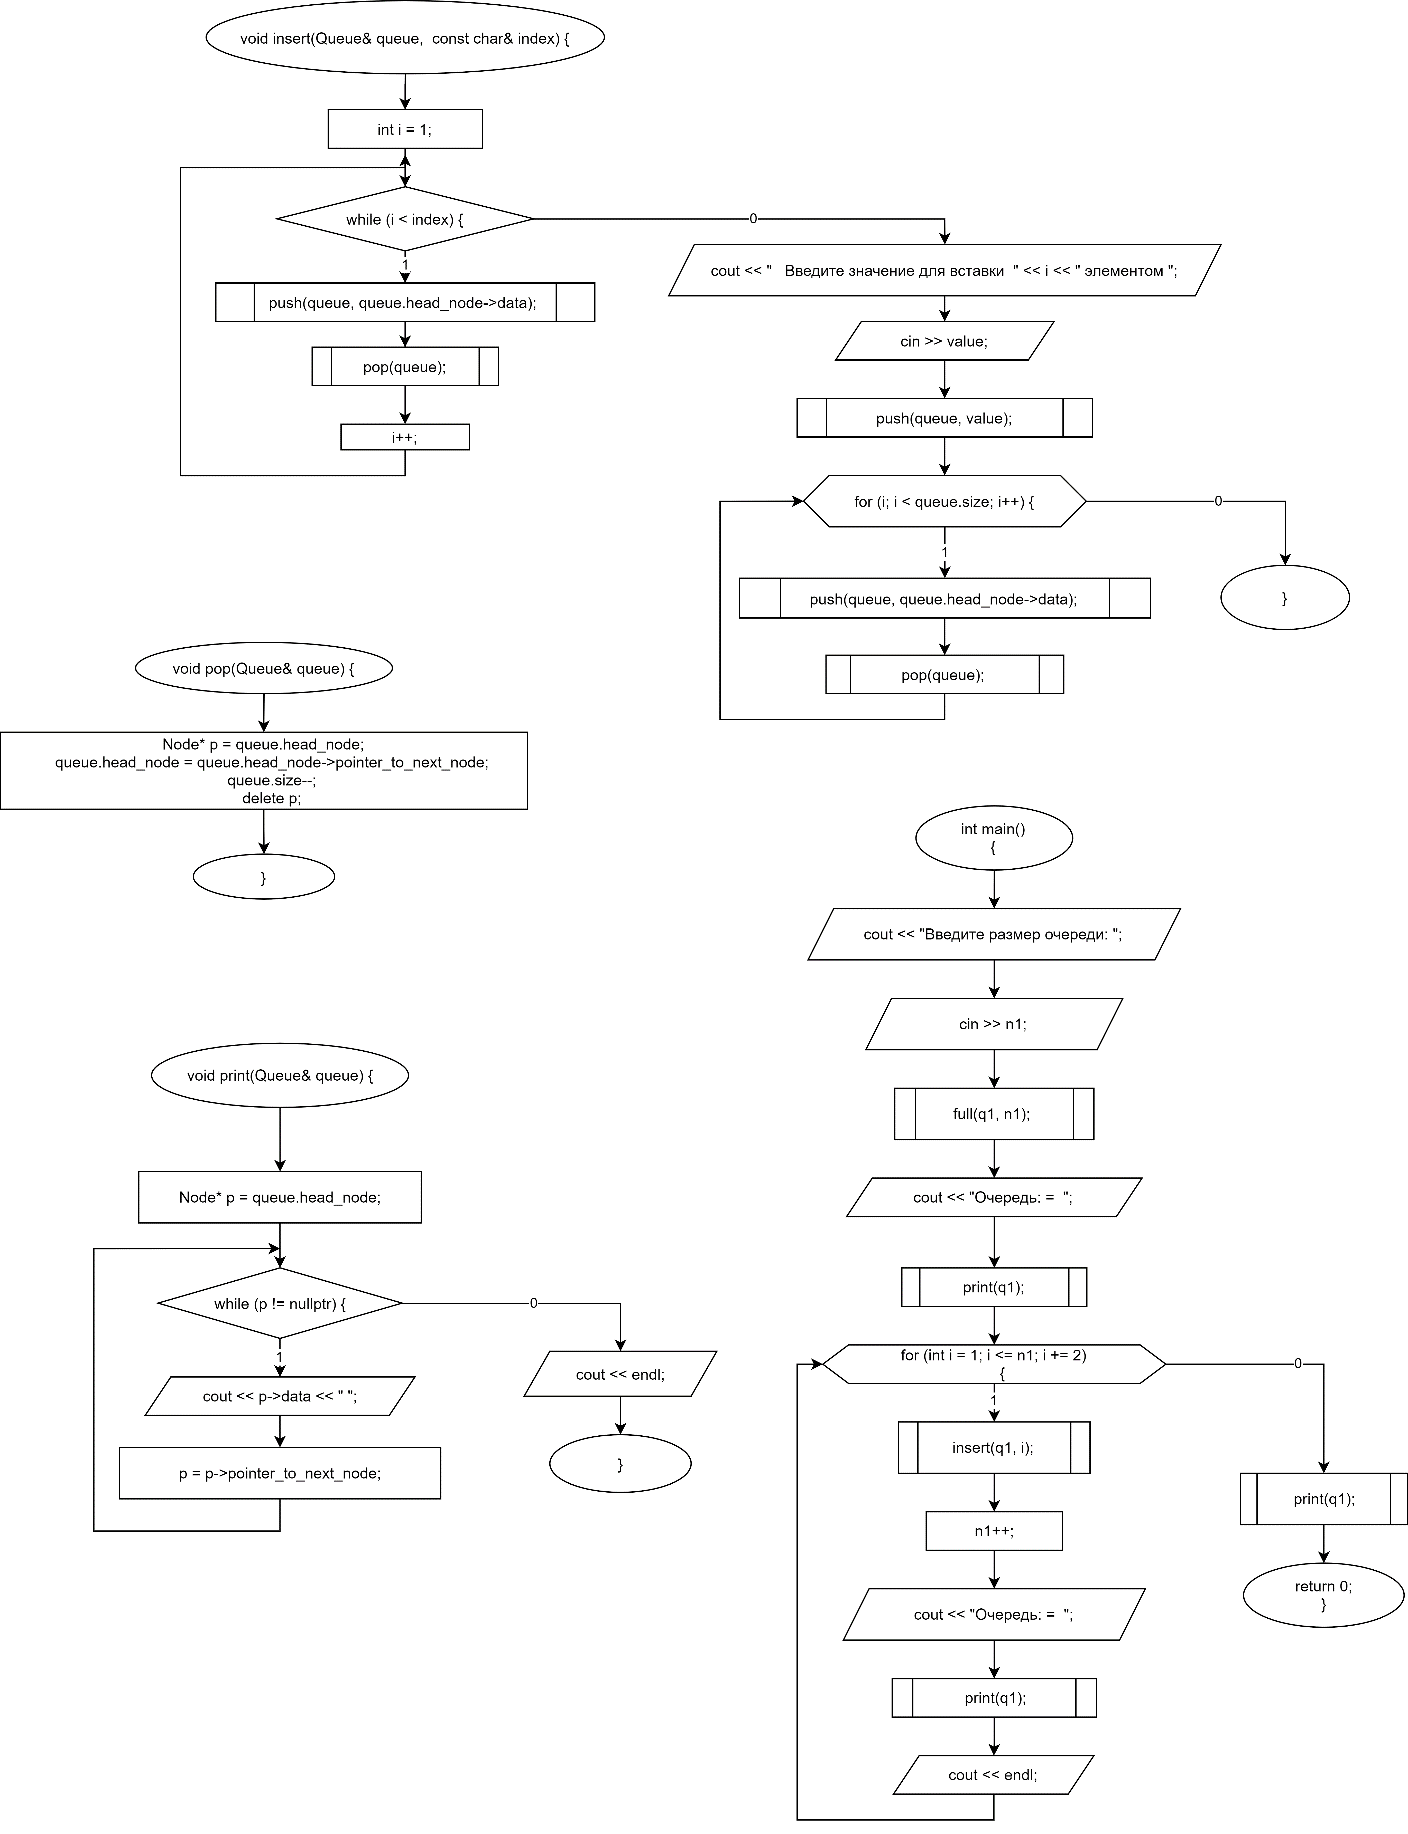 void insert(Queue& queue,  const char& index) {
int i = 1;
while (i < index) {
0
1
push(queue, queue.head_node->data);
pop(queue);
i++;
cout << "   Введите значение для вставки  " << i << " элементом ";
cin >> value;
push(queue, value);
for (i; i < queue.size; i++) {
0
1
push(queue, queue.head_node->data);
pop(queue);
}
void pop(Queue& queue) {
Node* p = queue.head_node;
queue.head_node = queue.head_node->pointer_to_next_node;
queue.size--;
delete p;
}
void print(Queue& queue) {
Node* p = queue.head_node;
while (p != nullptr) {
0
1
cout << p->data << " ";
p = p->pointer_to_next_node;
cout << endl;
}
int main()
{
cout << "Введите размер очереди: ";
cin >> n1;
full(q1, n1);
cout << "Очередь: =  ";
print(q1);
for (int i = 1; i <= n1; i += 2)
{
0
1
insert(q1, i);
n1++;
cout << "Очередь: =  ";
print(q1);
cout << endl;
print(q1);
return 0;
}